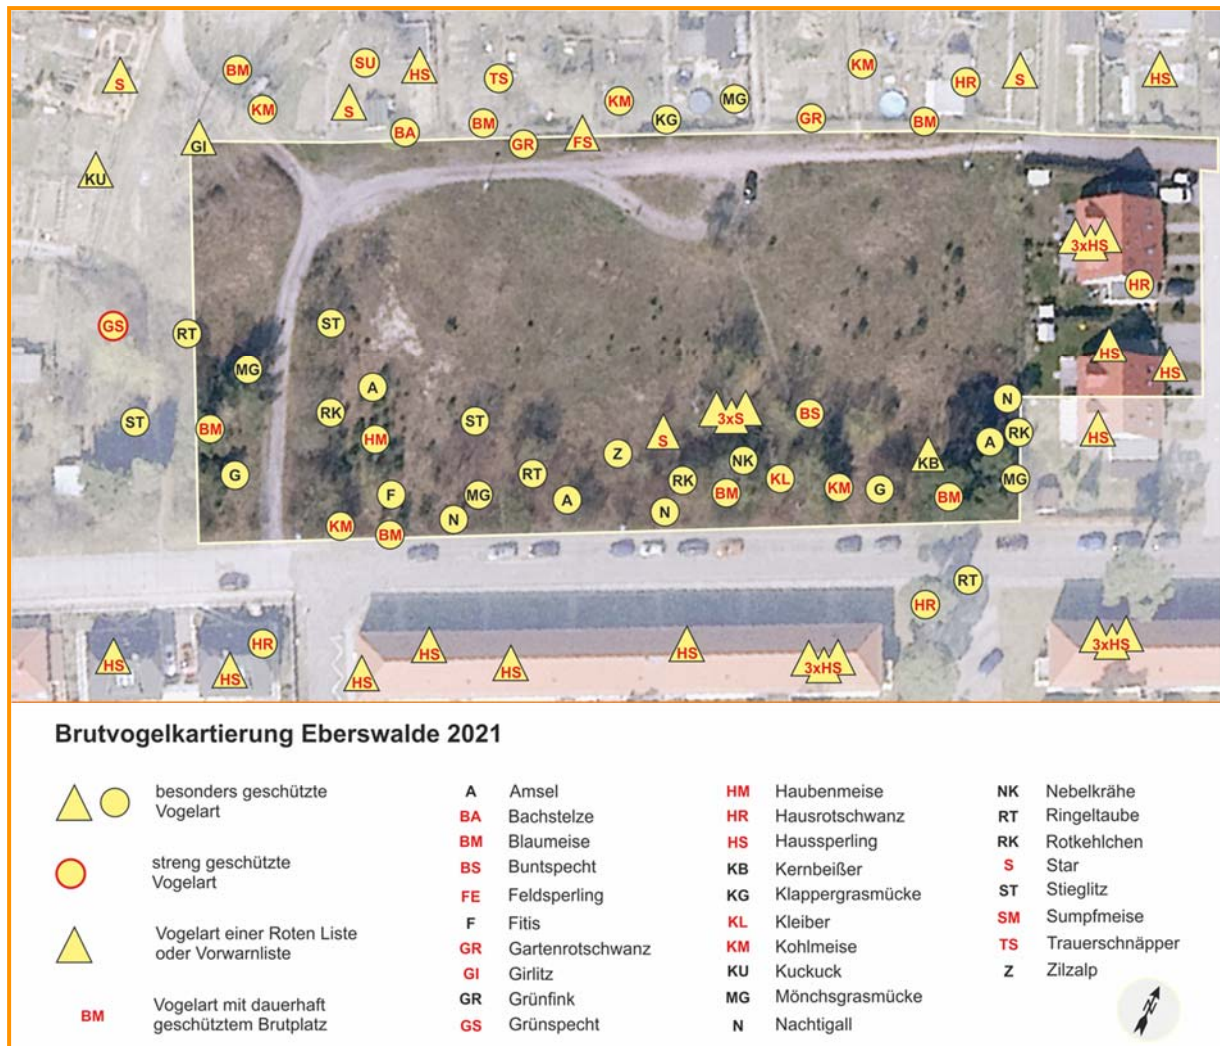 S
BM
SU
HS
TS
KM
HR
S
HS
KM
S
KM
MG
KG
GR
BM
BA
BM
GR
FS
GI
KU
3xHS
HR
GS
RT
ST
HS
HS
MG
A
N
ST
BM
RK
HM
ST
S
3xS
BS
A
RK
HS
G
F
MG
RT
Z
A
RK
NK
BM
KL
KM
G
KB
BM
MG
KM
BM
N
N
RT
HR
HS
HS
HR
HS
HS
HS
HS
3xHS
3xHS
Brutvogelkartierung Eberswalde 2021
besonders geschützte
Vogelart
streng geschützte
Vogelart
Vogelart einer Roten Liste
oder Vorwarnliste
BM Vogelart mit dauerhaft
geschütztem Brutplatz
A Amsel
BA Bachstelze
BM Blaumeise
BS Buntspecht
FE Feldsperling
F Fitis
GR Gartenrotschwanz
GI Girlitz
GR Grünfink
GS Grünspecht
HM Haubenmeise
HR Hausrotschwanz
HS Haussperling
KB Kernbeißer
KG Klappergrasmücke
KL Kleiber
KM Kohlmeise
KU Kuckuck
MG Mönchsgrasmücke
N Nachtigall
NK Nebelkrähe
RT Ringeltaube
RK Rotkehlchen
S Star
ST Stieglitz
SM Sumpfmeise
TS Trauerschnäpper
Z Zilzalp
N